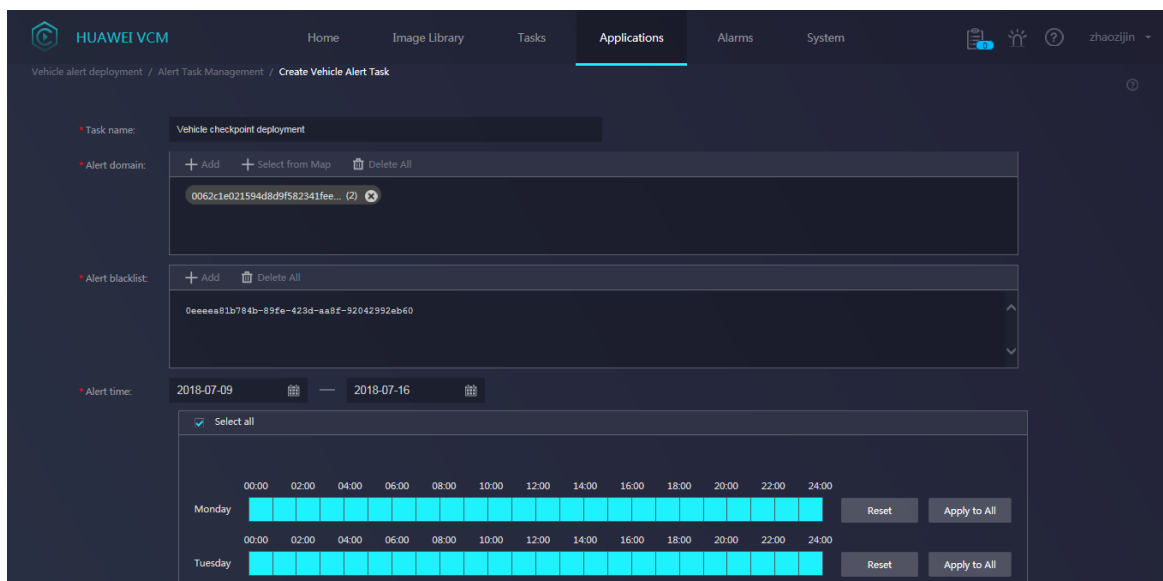 HUAWEI VCM Home Image Library Tasks Applications Alarms System 0 ? zhaozijin
Vehicle alert deployment / Alert Task Management / Create Vehicle Alert Task
?
* Task name: Vehicle checkpoint deployment
* Alert domain: + Add + Select from Map Delete All
0062c1e021594d8d9f582341fee... (2)
* Alert blacklist: + Add Delete All
0eeeea81b784b-89fe-423d-aa8f-92042992eb60
* Alert time: 2018-07-09 — 2018-07-16
Select all
00:00 02:00 04:00 06:00 08:00 10:00 12:00 14:00 16:00 18:00 20:00 22:00 24:00
Monday Reset Apply to All
00:00 02:00 04:00 06:00 08:00 10:00 12:00 14:00 16:00 18:00 20:00 22:00 24:00
Tuesday Reset Apply to All